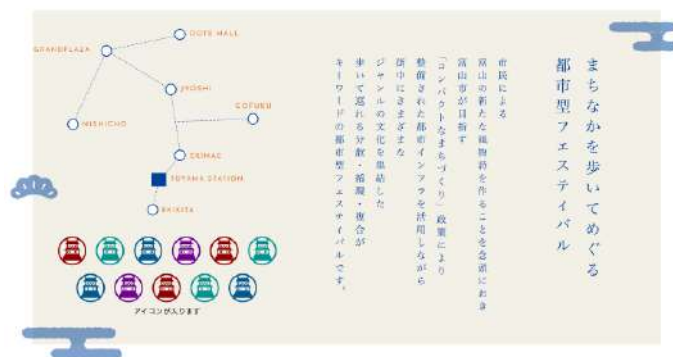 まちなかを歩いてめぐる
都市型フェスティバル
市民による
富山の新たな風物詩を作ることを念頭におき
富山市が目指す
「コンパクトなまちづくり」政策により
整備された都市インフラを活用しながら
街中にさまざまな
ジャンルの文化を集結した
歩いて巡れる分散・循環・複合が
キーワードの都市型フェスティバルです。
DOTS MALL
GRANDPLAZA
JYOSHI
GOFUKU
NISHICHO
TOYAMA STATION
EKIKITA
アイコンが入ります